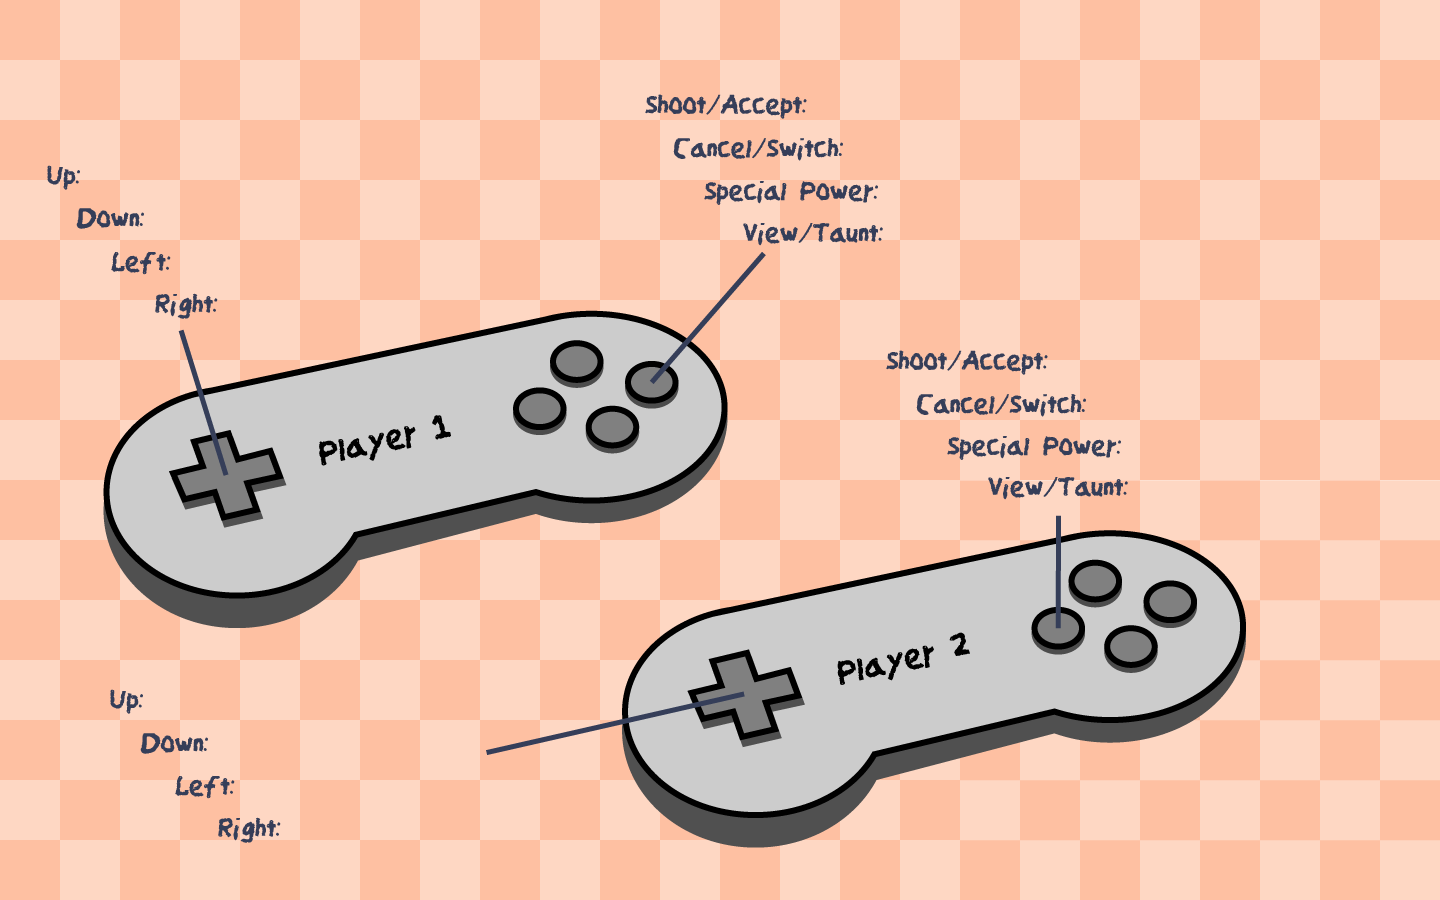 Shoot/Accept:
Cancel/Switch:
Special Power:
View/Taunt:
Up:
Down:
Left:
Right:
Player 1
Shoot/Accept:
Cancel/Switch:
Special Power:
View/Taunt:
Player 2
Up:
Down:
Left:
Right: